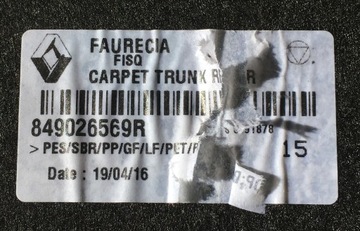 FAURECIA
FISQ
CARPET TRUNK
849026569R
> PES/SBR/PP/GF/LF/PET/
15
Date : 19/04/16